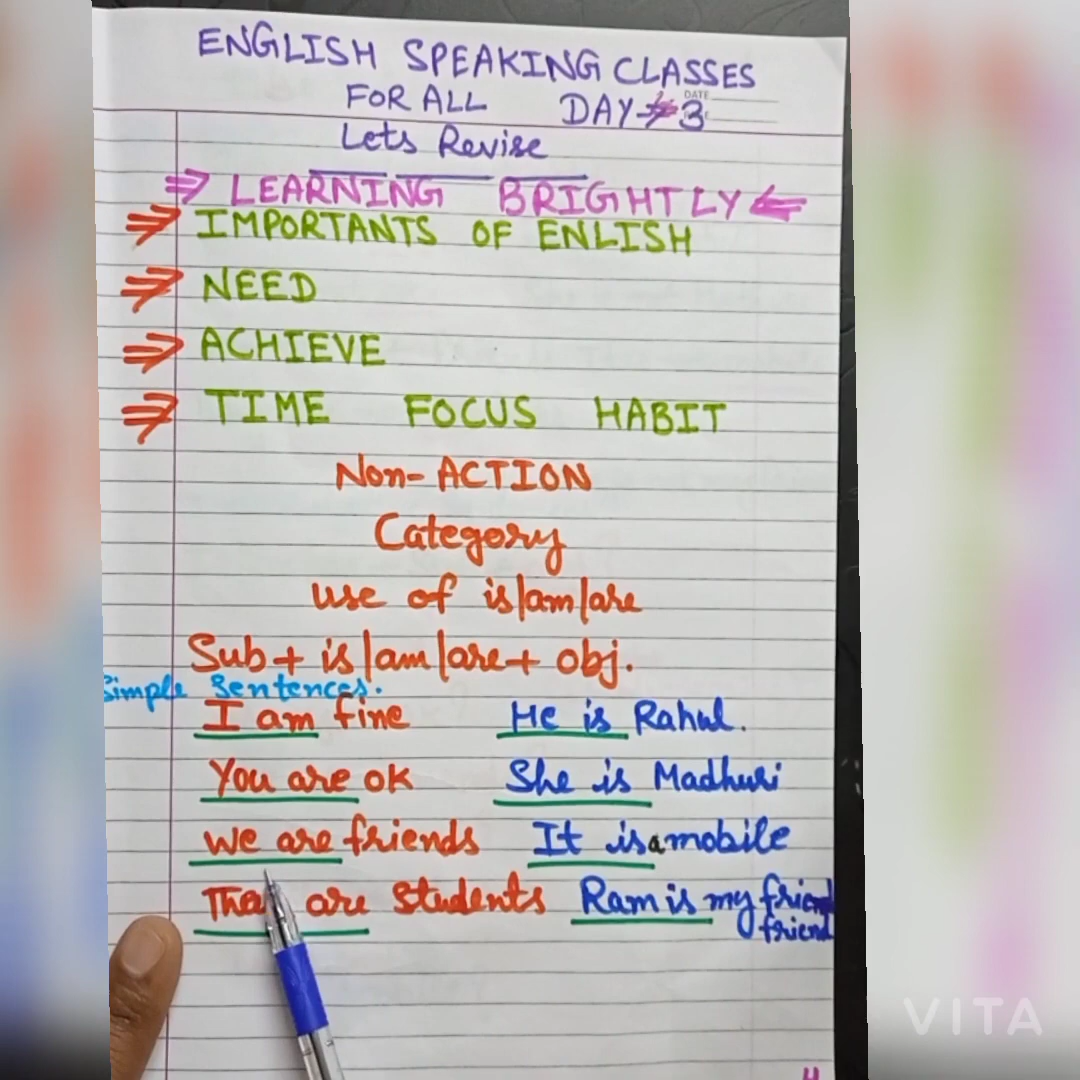 ENGLISH SPEAKING CLASSES
FOR ALL DAY # 3
DATE
Lets Revise
⇒ LEARNING BRIGHTLY ⇐
⇒ IMPORTANTS OF ENLISH
⇒ NEED
⇒ ACHIEVE
⇒ TIME FOCUS HABIT
Non-ACTION
Category
use of is/am/are
Sub + is/am/are + obj.
Simple Sentences.
I am fine He is Rahul.
You are ok She is Madhuri
We are friends It is a mobile
are students Ram is my friend
friend
VITA